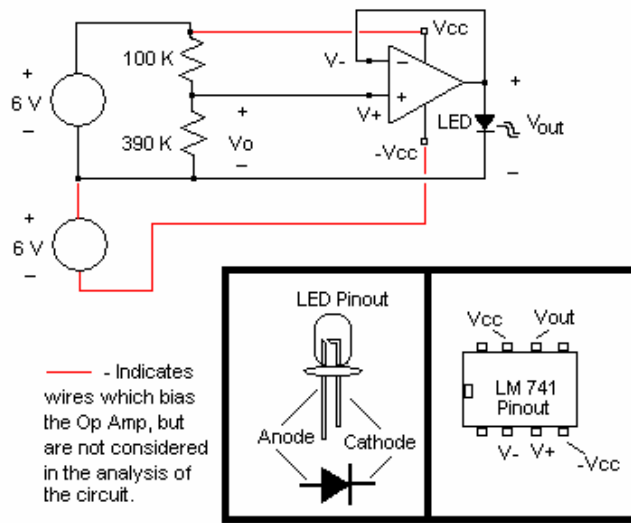 Vcc
100 K
V-
−
+
6 V
−
+
V+
+
Vo
−
390 K
LED
+
Vout
−
-Vcc
+
6 V
−
LED Pinout
Anode
Cathode
Vcc
Vout
LM 741
Pinout
V-
V+
-Vcc
- Indicates
wires which bias
the Op Amp, but
are not considered
in the analysis of
the circuit.